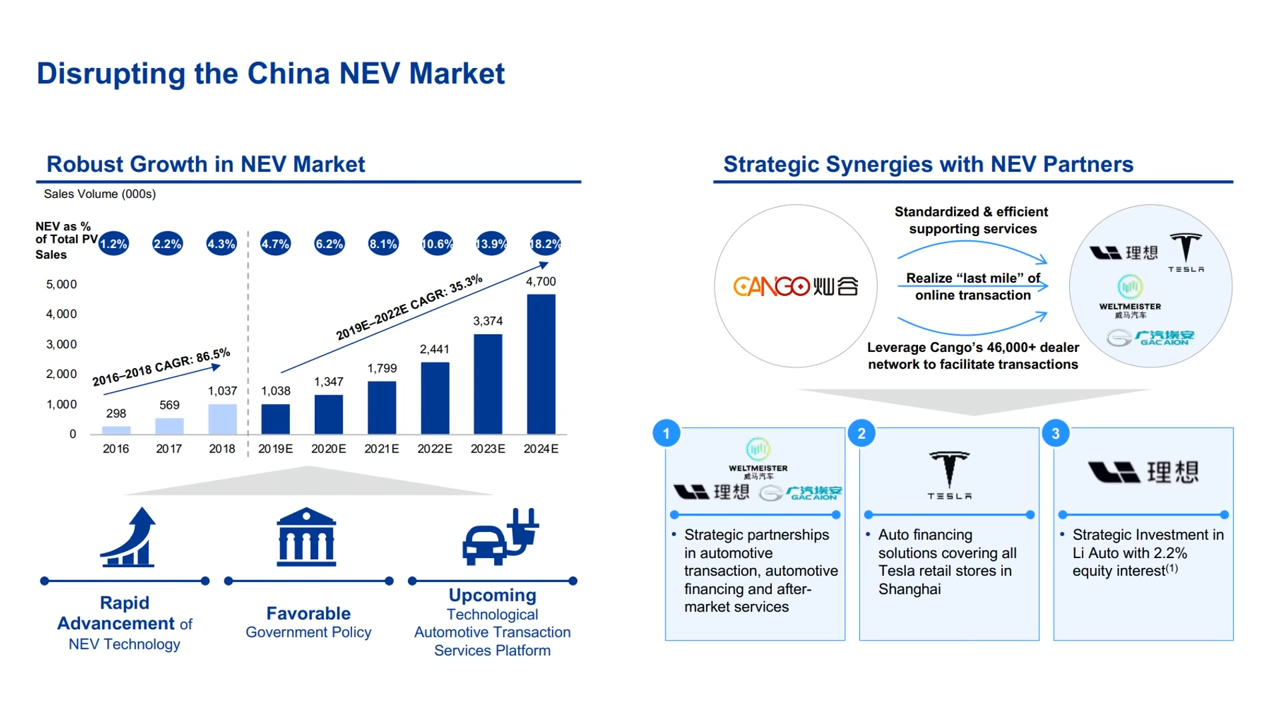 Disrupting the China NEV Market
Robust Growth in NEV Market
Sales Volume (000s)
NEV as %
of Total PV
Sales
1.2% 2.2% 4.3% 4.7% 6.2% 8.1% 10.6% 13.9% 18.2%
5,000
4,000
3,000
2,000
1,000
0
2016–2018 CAGR: 86.5%
2019E–2022E CAGR: 35.3%
298 569 1,037 1,038 1,347 1,799 2,441 3,374 4,700
2016 2017 2018 2019E 2020E 2021E 2022E 2023E 2024E
Rapid
Advancement of
NEV Technology
Favorable
Government Policy
Upcoming
Technological
Automotive Transaction
Services Platform
Strategic Synergies with NEV Partners
CANGO灿谷
Standardized & efficient
supporting services
Realize “last mile” of
online transaction
Leverage Cango’s 46,000+ dealer
network to facilitate transactions
理想
TESLA
WELTMEISTER
威马汽车
广汽埃安
GAC AION
1
WELTMEISTER
威马汽车
理想
广汽埃安
GAC AION
• Strategic partnerships
in automotive
transaction, automotive
financing and after-
market services
2
TESLA
• Auto financing
solutions covering all
Tesla retail stores in
Shanghai
3
理想
• Strategic Investment in
Li Auto with 2.2%
equity interest(1)